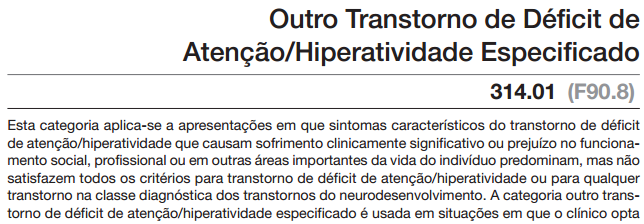 Outro Transtorno de Déficit de
Atenção/Hiperatividade Especificado
314.01 (F90.8)
Esta categoria aplica-se a apresentações em que sintomas característicos do transtorno de déficit
de atenção/hiperatividade que causam sofrimento clinicamente significativo ou prejuízo no funciona-
mento social, profissional ou em outras áreas importantes da vida do indivíduo predominam, mas não
satisfazem todos os critérios para transtorno de déficit de atenção/hiperatividade ou para qualquer
transtorno na classe diagnóstica dos transtornos do neurodesenvolvimento. A categoria outro trans-
torno de déficit de atenção/hiperatividade especificado é usada em situações em que o clínico